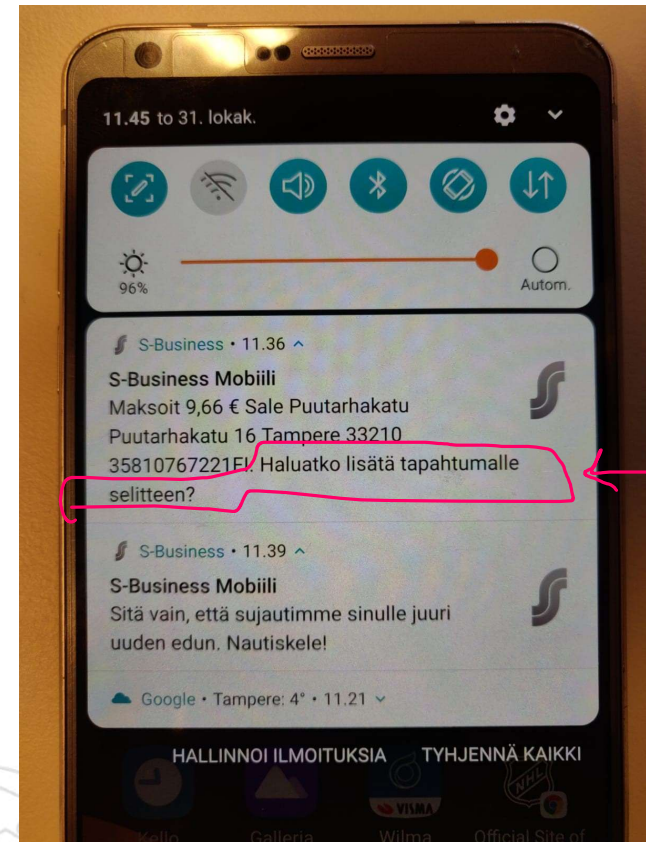 11.45 to 31. lokak.
96%
Autom.
S-Business • 11.36
S-Business Mobiili
Maksoit 9,66 € Sale Puutarhakatu
Puutarhakatu 16 Tampere 33210
35810767221FI. Haluatko lisätä tapahtumalle
selitteen?
S-Business • 11.39
S-Business Mobiili
Sitä vain, että sujautimme sinulle juuri
uuden edun. Nautiskele!
Google • Tampere: 4° • 11.21
HALLINNOI ILMOITUKSIA TYHJENNÄ KAIKKI
VISMA
NHL
Kello Galleria Wilma Official Site of